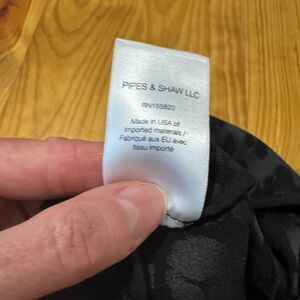 PIPES & SHAW LLC
RN155820
Made in USA of
imported materials /
Fabriqué aux EU avec
tissu importé